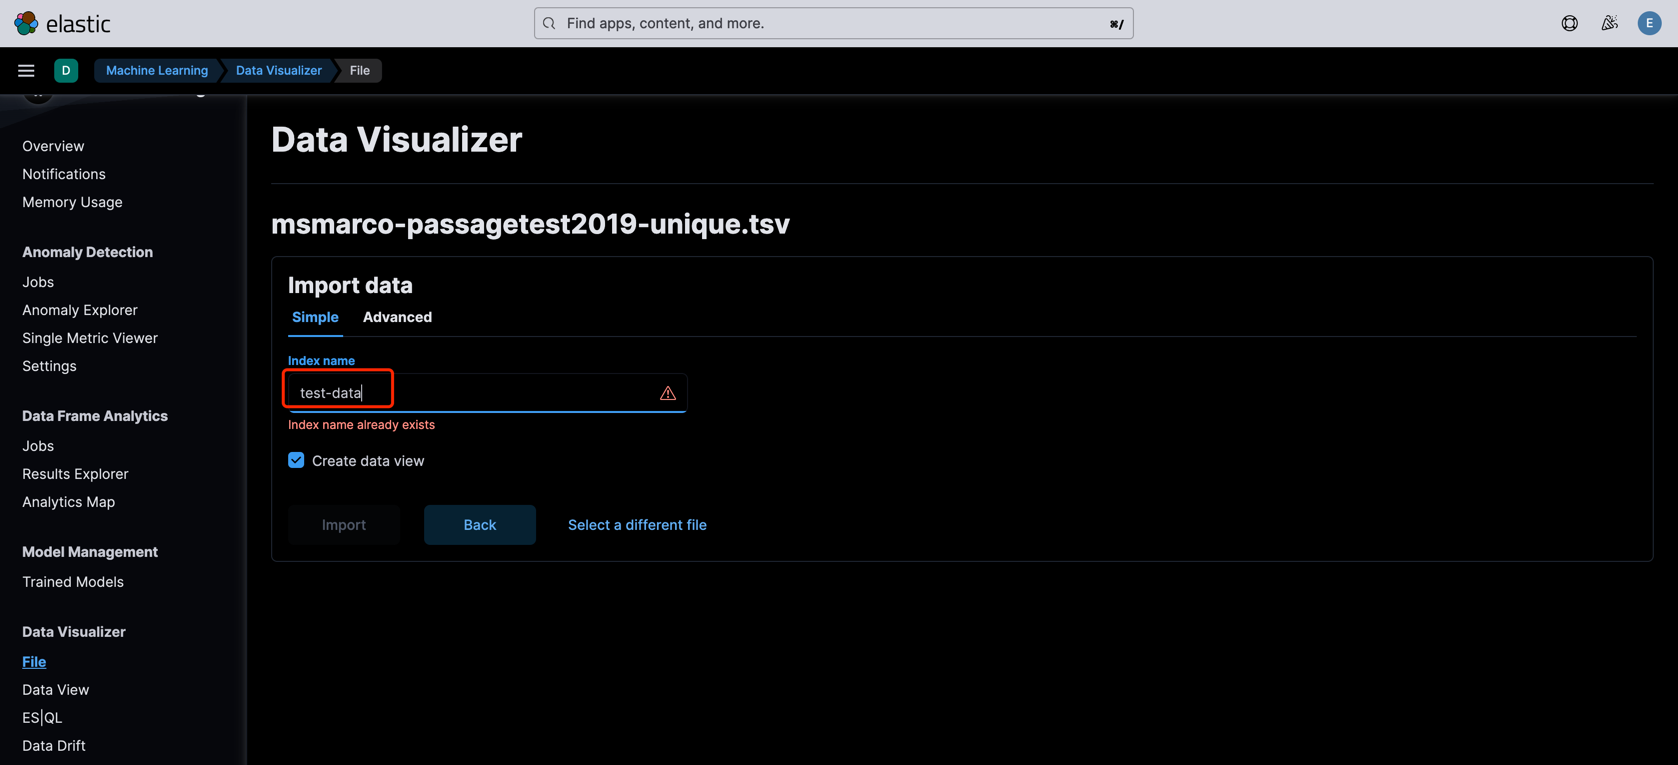 elastic
Find apps, content, and more.
⌘/
E
D
Machine Learning
Data Visualizer
File
Overview
Notifications
Memory Usage
Anomaly Detection
Jobs
Anomaly Explorer
Single Metric Viewer
Settings
Data Frame Analytics
Jobs
Results Explorer
Analytics Map
Model Management
Trained Models
Data Visualizer
File
Data View
ES|QL
Data Drift
Data Visualizer
msmarco-passagetest2019-unique.tsv
Import data
Simple
Advanced
Index name
test-data
Index name already exists
Create data view
Import
Back
Select a different file